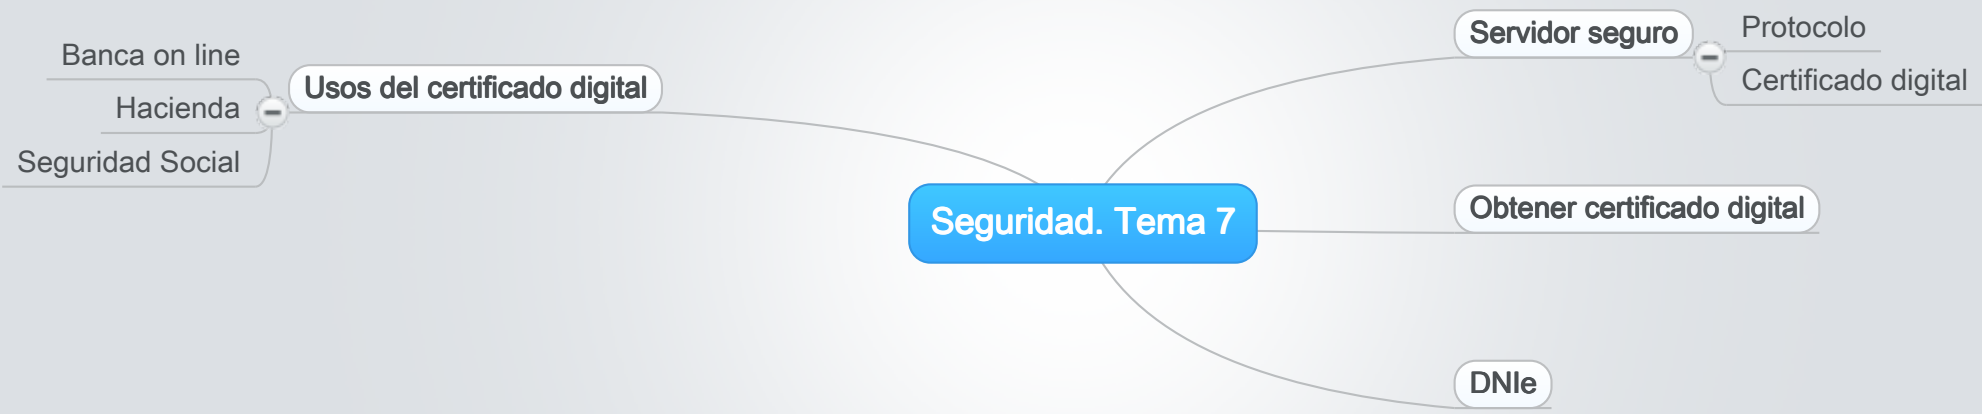 Banca on line
Hacienda
Seguridad Social
Usos del certificado digital
Seguridad. Tema 7
Servidor seguro
Protocolo
Certificado digital
Obtener certificado digital
DNIe